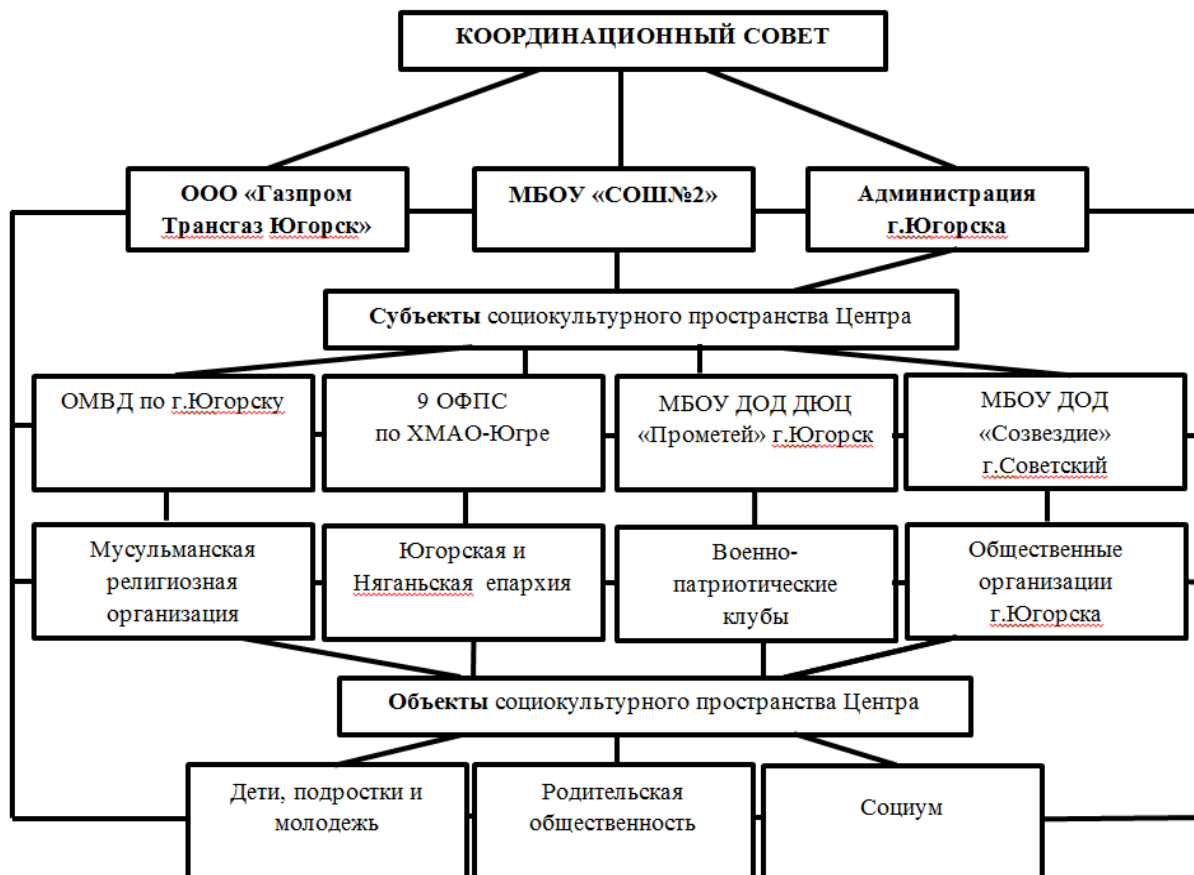 КООРДИНАЦИОННЫЙ СОВЕТ
ООО «Газпром
Трансгаз Югорск»
МБОУ «СОШ№2»
Администрация
г.Югорска
Субъекты социокультурного пространства Центра
ОМВД по г.Югорску
9 ОФПС
по ХМАО-Югре
МБОУ ДОД ДЮЦ
«Прометей» г.Югорск
МБОУ ДОД
«Созвездие»
г.Советский
Мусульманская
религиозная
организация
Югорская и
Няганьская епархия
Военно-
патриотические
клубы
Общественные
организации
г.Югорска
Объекты социокультурного пространства Центра
Дети, подростки и
молодежь
Родительская
общественность
Социум